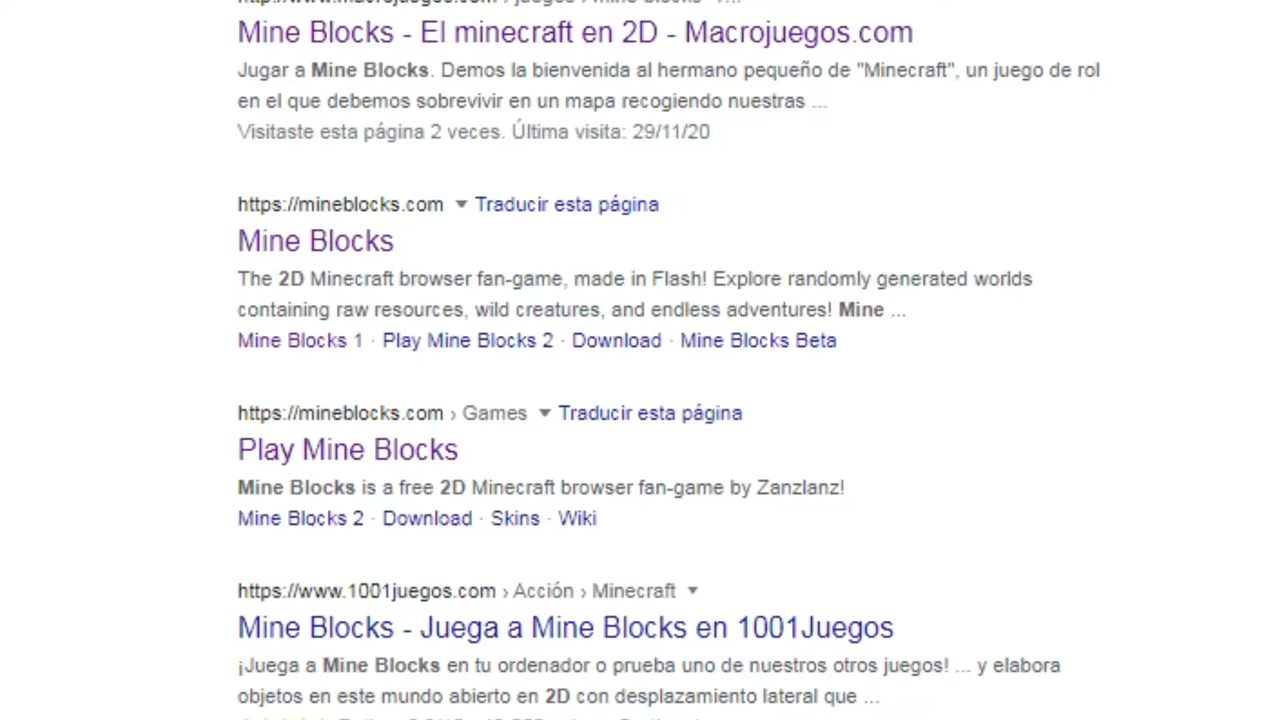 Mine Blocks - El minecraft en 2D - Macrojuegos.com
Jugar a Mine Blocks. Demos la bienvenida al hermano pequeño de "Minecraft", un juego de rol
en el que debemos sobrevivir en un mapa recogiendo nuestras ...
Visitaste esta página 2 veces. Última visita: 29/11/20
https://mineblocks.com ▼ Traducir esta página
Mine Blocks
The 2D Minecraft browser fan-game, made in Flash! Explore randomly generated worlds
containing raw resources, wild creatures, and endless adventures! Mine ...
Mine Blocks 1 · Play Mine Blocks 2 · Download · Mine Blocks Beta
https://mineblocks.com › Games ▼ Traducir esta página
Play Mine Blocks
Mine Blocks is a free 2D Minecraft browser fan-game by Zanzlanz!
Mine Blocks 2 · Download · Skins · Wiki
https://www.1001juegos.com › Acción › Minecraft ▼
Mine Blocks - Juega a Mine Blocks en 1001Juegos
¡Juega a Mine Blocks en tu ordenador o prueba uno de nuestros otros juegos! ... y elabora
objetos en este mundo abierto en 2D con desplazamiento lateral que ...